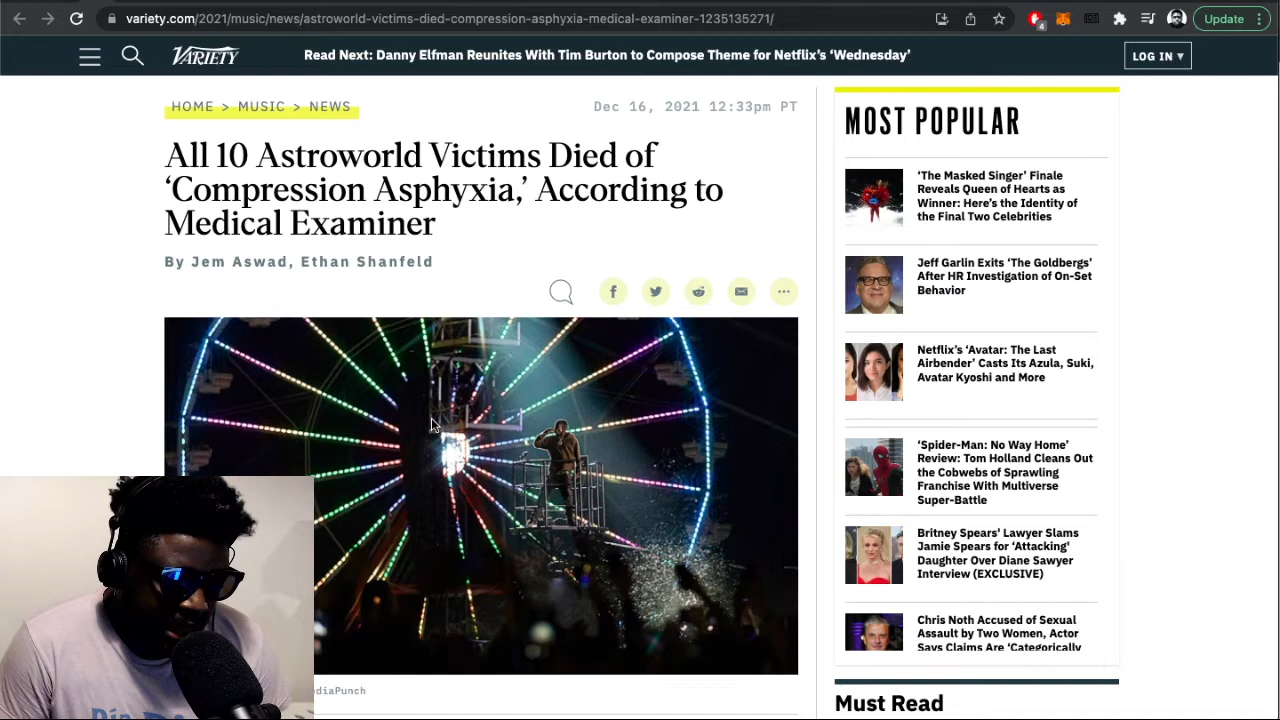 variety.com/2021/music/news/astroworld-victims-died-compression-asphyxia-medical-examiner-1235135271/
4
Update
VARIETY
Read Next: Danny Elfman Reunites With Tim Burton to Compose Theme for Netflix's 'Wednesday'
LOG IN ▾
HOME > MUSIC > NEWS
Dec 16, 2021 12:33pm PT
All 10 Astroworld Victims Died of
'Compression Asphyxia,' According to
Medical Examiner
By Jem Aswad, Ethan Shanfeld
ediaPunch
MOST POPULAR
'The Masked Singer' Finale
Reveals Queen of Hearts as
Winner: Here's the Identity of
the Final Two Celebrities
Jeff Garlin Exits 'The Goldbergs'
After HR Investigation of On-Set
Behavior
Netflix's 'Avatar: The Last
Airbender' Casts Its Azula, Suki,
Avatar Kyoshi and More
'Spider-Man: No Way Home'
Review: Tom Holland Cleans Out
the Cobwebs of Sprawling
Franchise With Multiverse
Super-Battle
Britney Spears' Lawyer Slams
Jamie Spears for 'Attacking'
Daughter Over Diane Sawyer
Interview (EXCLUSIVE)
Chris Noth Accused of Sexual
Assault by Two Women, Actor
Says Claims Are 'Categorically
Must Read